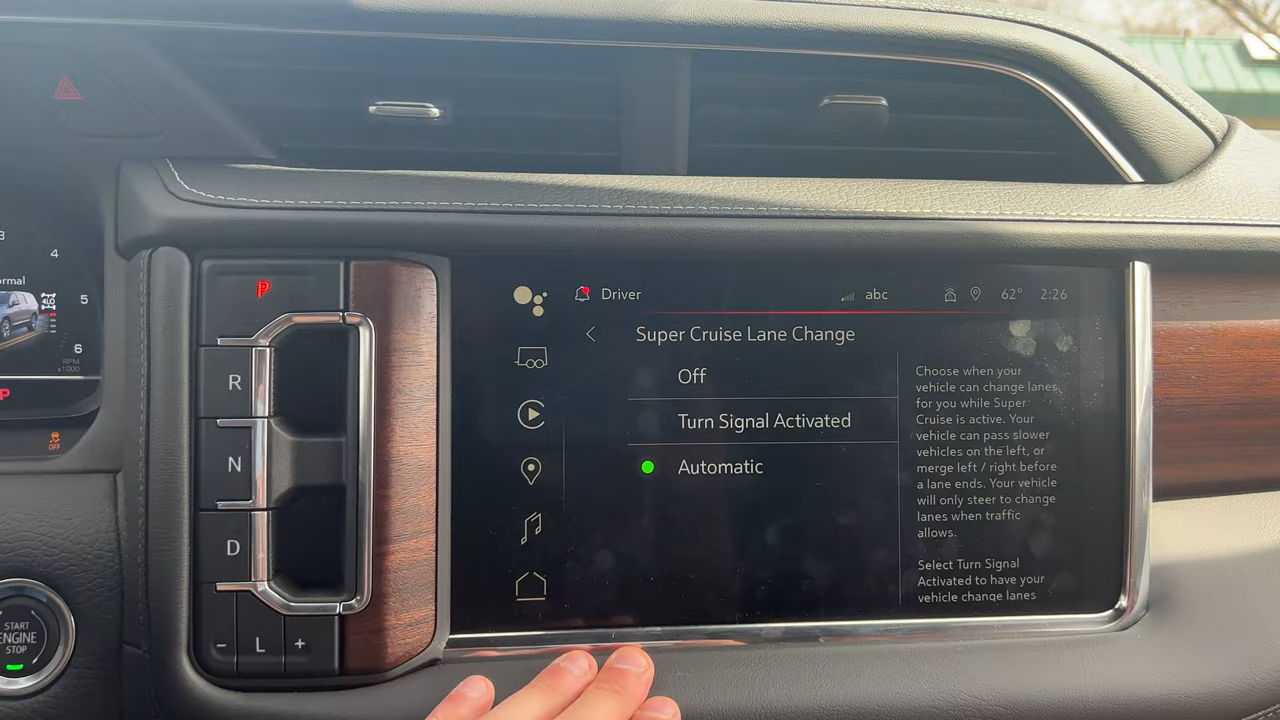 3
4
ormal
5
6
RPM
x1000
P
OFF
START
ENGINE
STOP
P
R
N
D
− L +
Driver
abc
62° 2:26
Super Cruise Lane Change
Off
Turn Signal Activated
Automatic
Choose when your
vehicle can change lanes
for you while Super
Cruise is active. Your
vehicle can pass slower
vehicles on the left, or
merge left / right before
a lane ends. Your vehicle
will only steer to change
lanes when traffic
allows.
Select Turn Signal
Activated to have your
vehicle change lanes